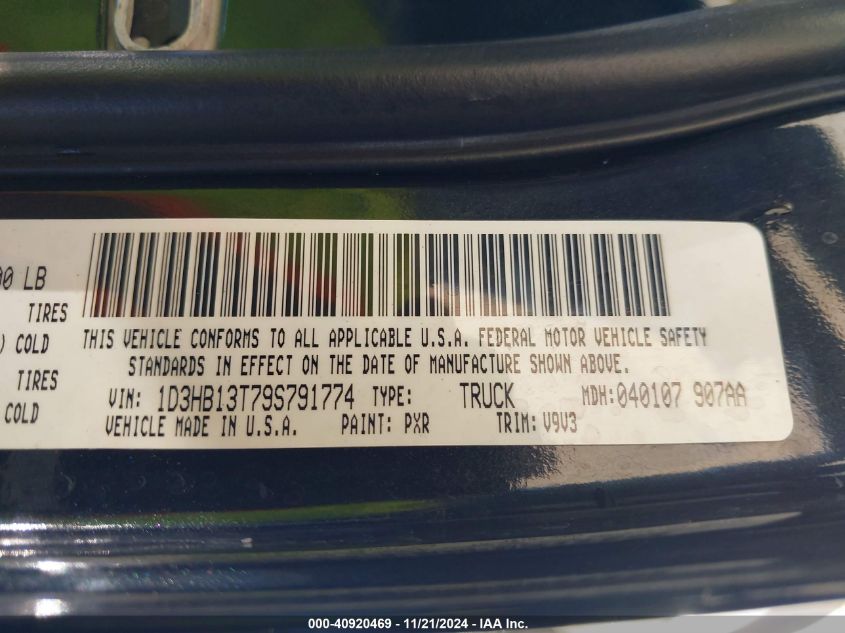 00 LB
TIRES
) COLD
TIRES
COLD
THIS VEHICLE CONFORMS TO ALL APPLICABLE U.S.A. FEDERAL MOTOR VEHICLE SAFETY
STANDARDS IN EFFECT ON THE DATE OF MANUFACTURE SHOWN ABOVE.
VIN: 1D3HB13T79S791774 TYPE: TRUCK MDH: 040107 907AA
VEHICLE MADE IN U.S.A. PAINT: PXR TRIM: V9V3
000-40920469 - 11/21/2024 - IAA Inc.